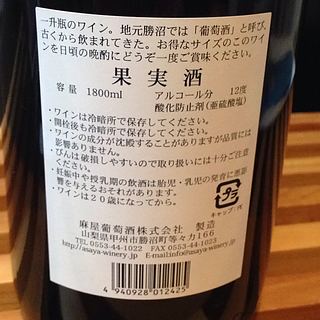 一升瓶のワイン。地元勝沼では「葡萄酒」と呼び、
古くから飲まれてきた。お得なサイズのこのワイ
ンを日頃の晩酌にどうぞ一度ご賞味ください。
果実酒
容量 1800ml アルコール分 12度
酸化防止剤(亜硫酸塩)
・ワインは冷暗所で保存してください。
・開栓後も冷所で保存してください。
・ワインの成分が沈殿することがありますが品質には
影響ありません。
・びんは破損しやすいので取り扱いには十分ご注意
ください。
・妊娠中や授乳期の飲酒は胎児・乳児の発育に悪影
響を与えるおそれがあります。
・ワインは20歳になってから。
プラ
キャップ:PE
麻屋葡萄酒株式会社 製造
山梨県甲州市勝沼町等々力166
TEL 0553-44-1022 FAX 0553-44-1023
http://asaya-winery.jp E-mail:info@asaya-winery.jp
4 940928 012425